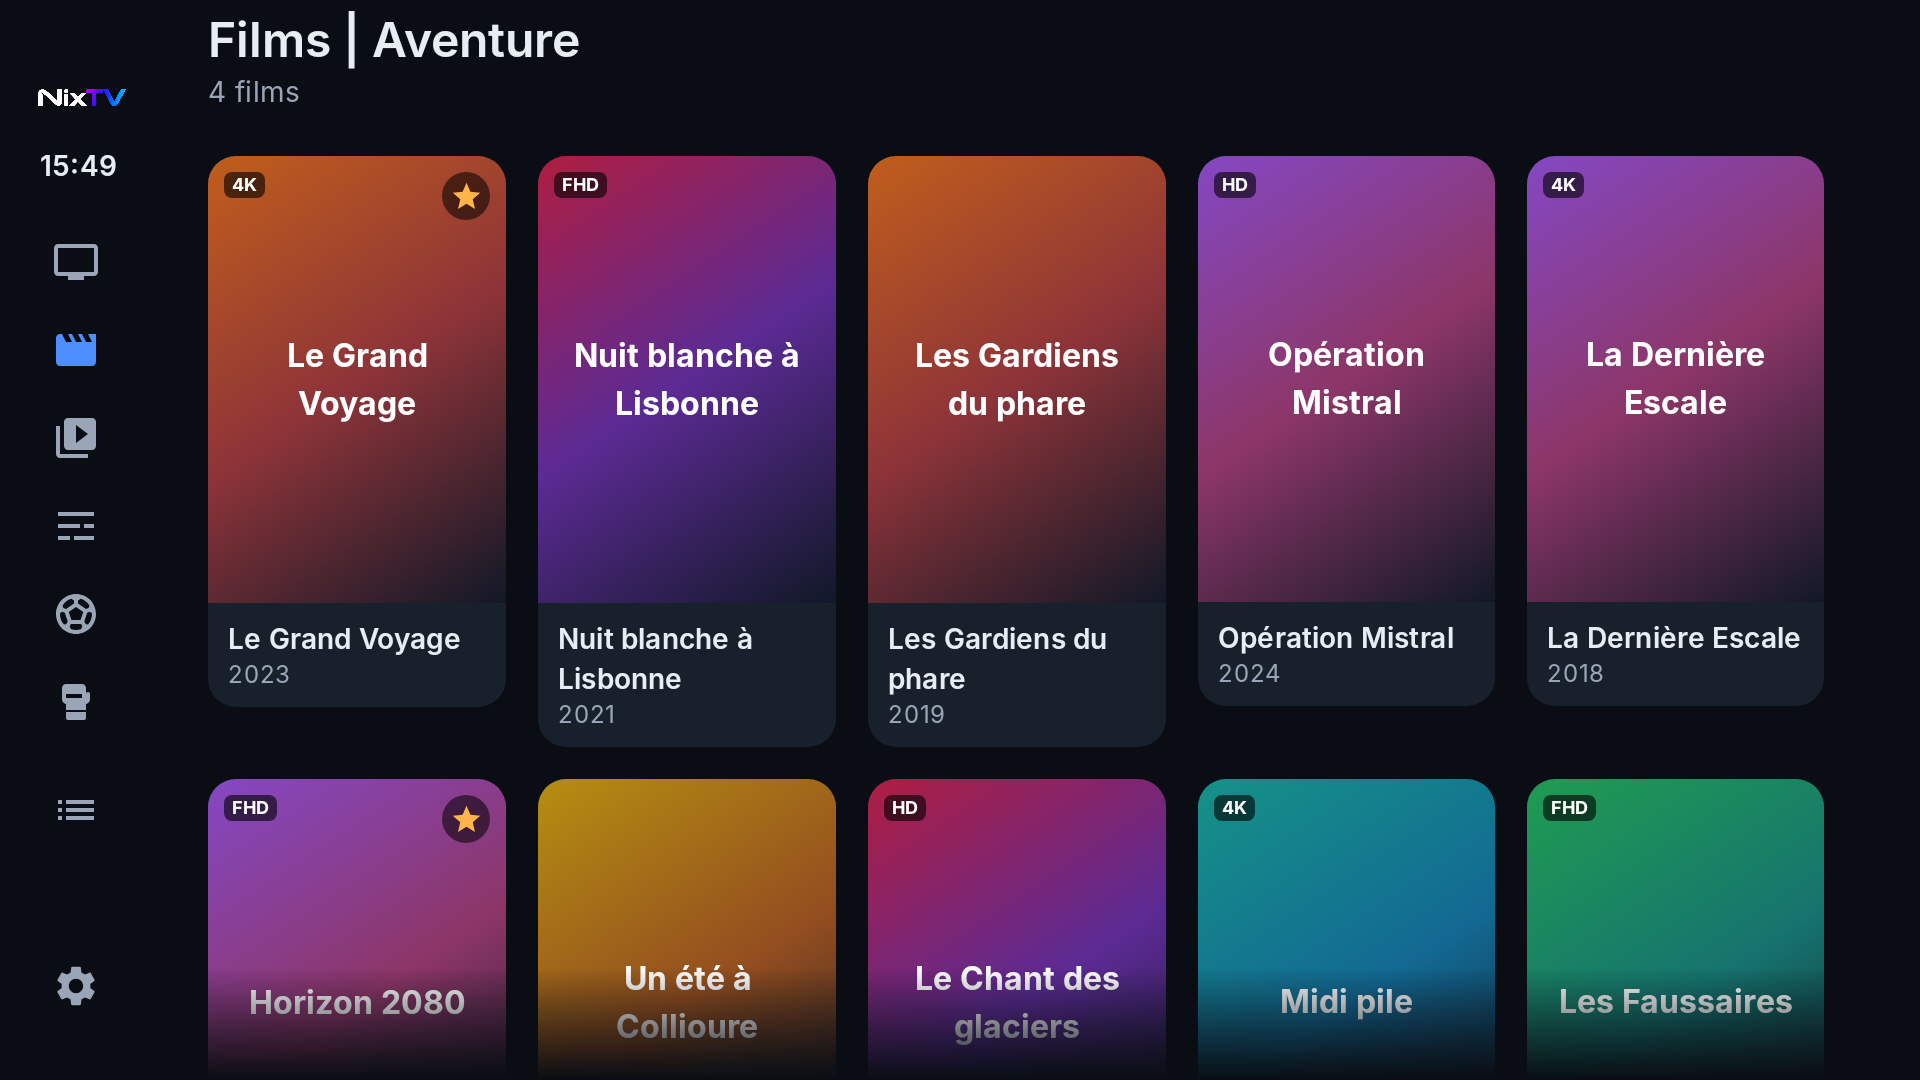 Films | Aventure
4 films
NixTV
15:49
4K
FHD
HD
4K
Le Grand
Voyage
Nuit blanche à
Lisbonne
Les Gardiens
du phare
Opération
Mistral
La Dernière
Escale
Le Grand Voyage
2023
Nuit blanche à
Lisbonne
2021
Les Gardiens du
phare
2019
Opération Mistral
2024
La Dernière Escale
2018
FHD
HD
4K
FHD
Horizon 2080
Un été à
Collioure
Le Chant des
glaciers
Midi pile
Les Faussaires